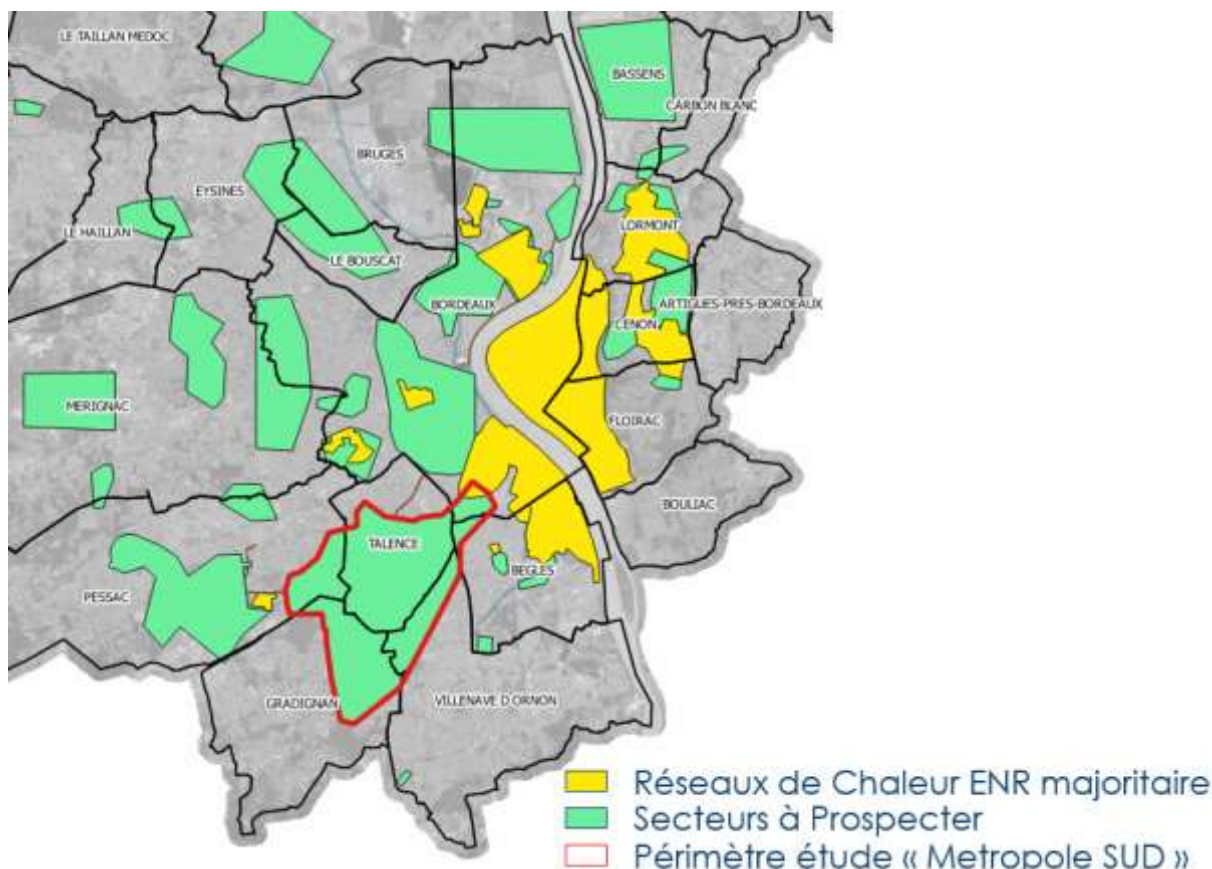 LE TAILLAN MEDOC
BASSENS
CARBON BLANC
BRUGES
EYSINES
LE HAILLAN
LORMONT
LE BOUSCAT
BORDEAUX
ARTIGUES-PRES-BORDEAUX
CENON
MERIGNAC
FLOIRAC
BOULIAC
TALENCE
BEGLES
PESSAC
GRADIGNAN
VILLENAVE D ORNON
Réseaux de Chaleur ENR majoritaire
Secteurs à Prospecter
Périmètre étude « Metropole SUD »